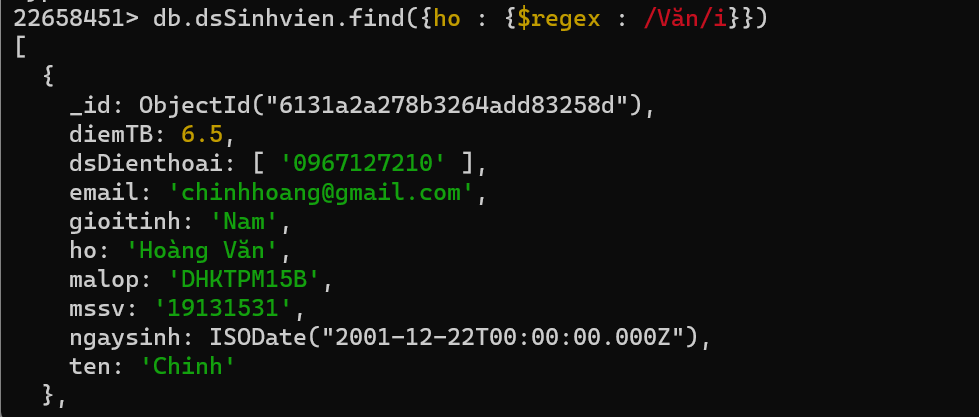 22658451> db.dsSinhvien.find({ho : {$regex : /Văn/i}})
[
  {
    _id: ObjectId("6131a2a278b3264add83258d"),
    diemTB: 6.5,
    dsDienthoai: [ '0967127210' ],
    email: 'chinhhoang@gmail.com',
    gioitinh: 'Nam',
    ho: 'Hoàng Văn',
    malop: 'DHKTPM15B',
    mssv: '19131531',
    ngaysinh: ISODate("2001-12-22T00:00:00.000Z"),
    ten: 'Chinh'
  },